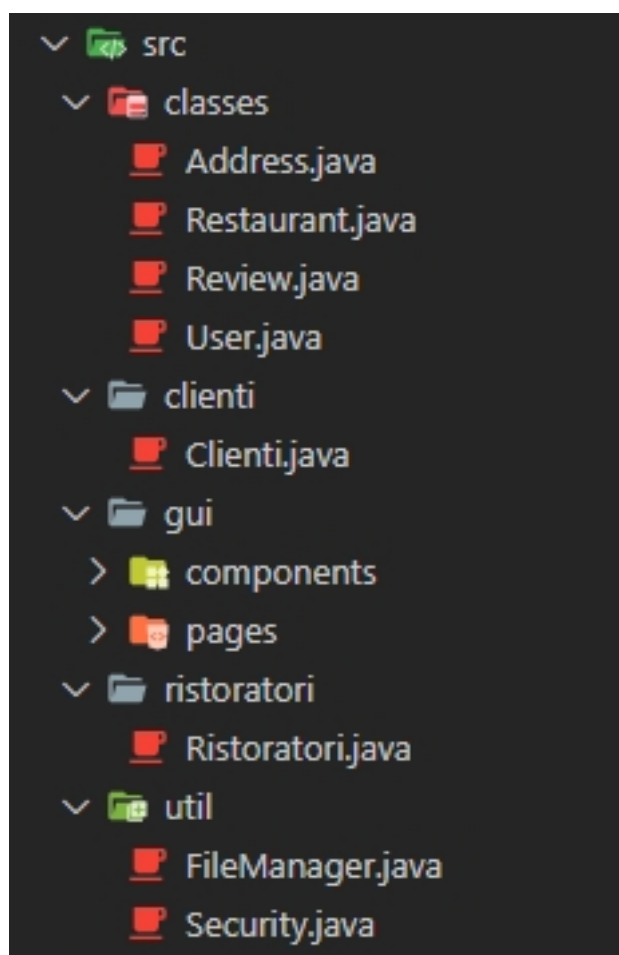 src
classes
Address.java
Restaurant.java
Review.java
User.java
clienti
Clienti.java
gui
components
pages
ristoratori
Ristoratori.java
util
FileManager.java
Security.java